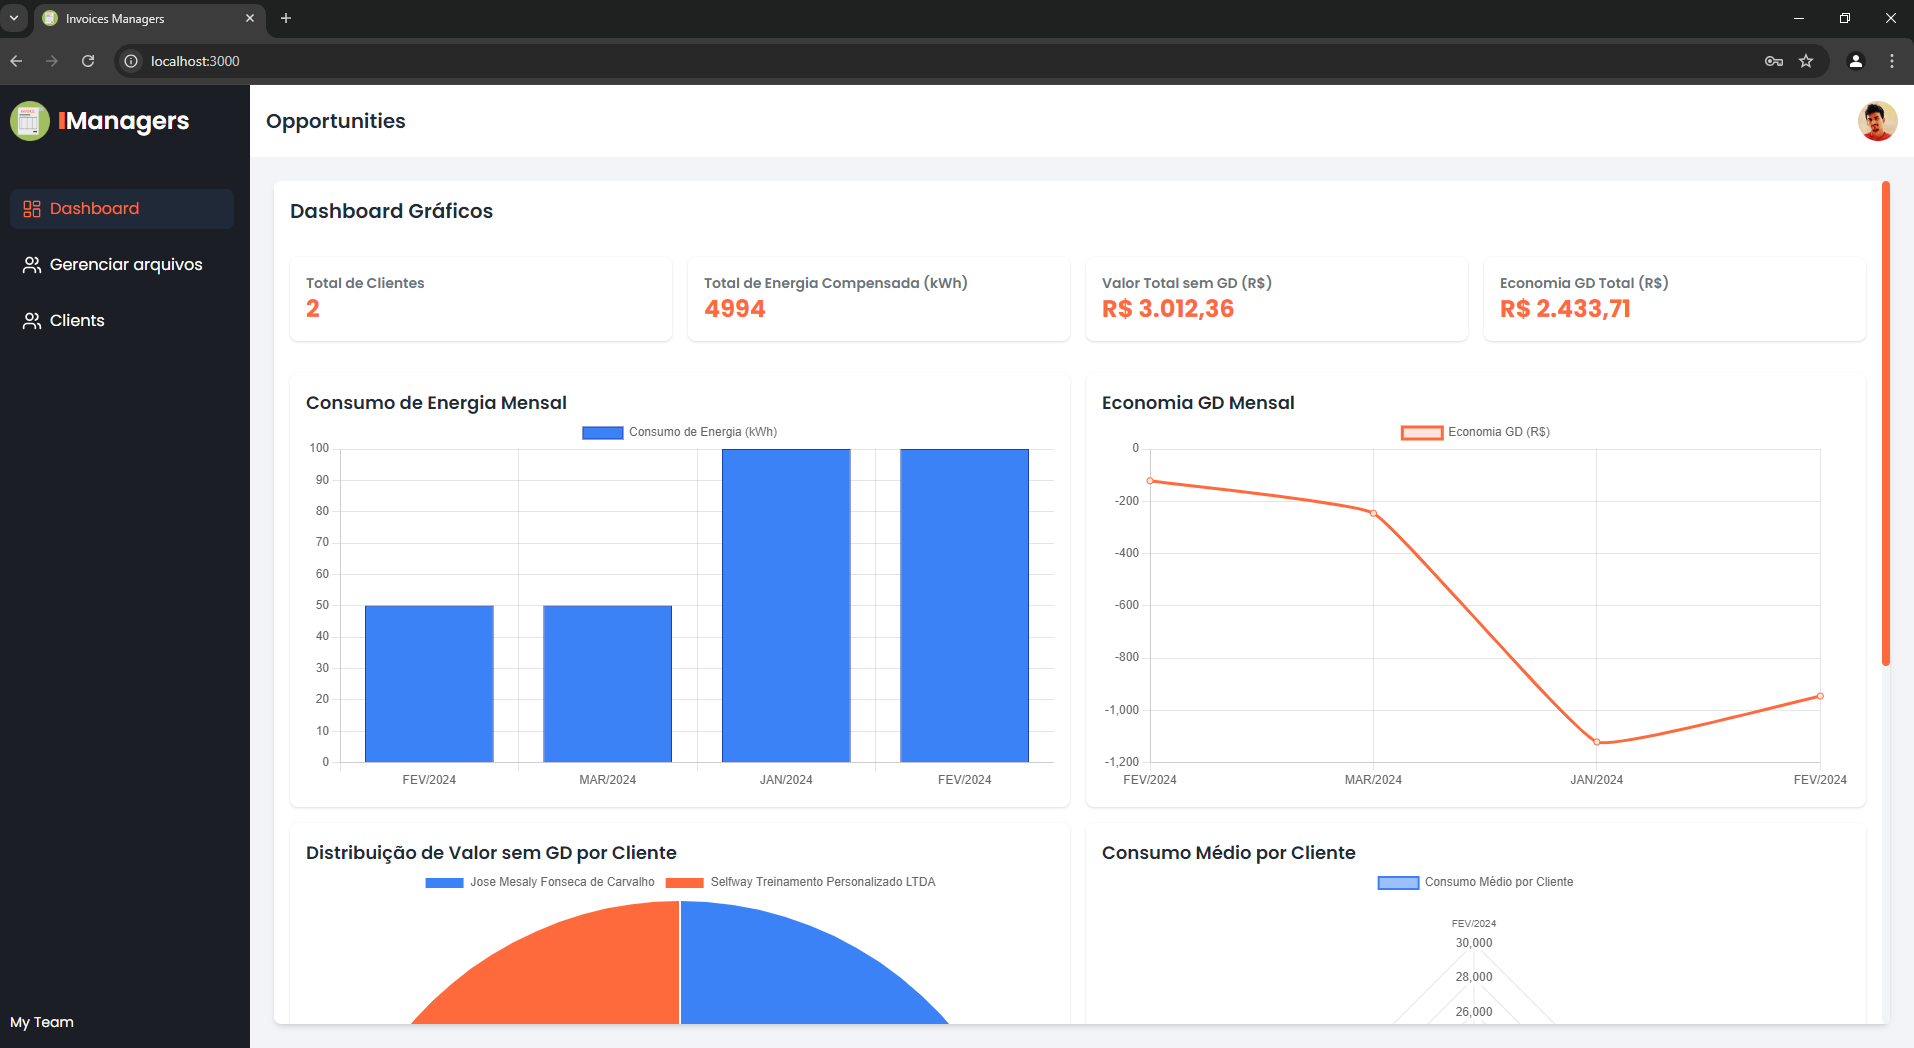 Invoices Managers
localhost:3000
IManagers
Opportunities
Dashboard
Gerenciar arquivos
Clients
My Team
Dashboard Gráficos
Total de Clientes
2
Total de Energia Compensada (kWh)
4994
Valor Total sem GD (R$)
R$ 3.012,36
Economia GD Total (R$)
R$ 2.433,71
Consumo de Energia Mensal
Consumo de Energia (kWh)
100
90
80
70
60
50
40
30
20
10
0
FEV/2024 MAR/2024 JAN/2024 FEV/2024
Economia GD Mensal
Economia GD (R$)
0
-200
-400
-600
-800
-1,000
-1,200
FEV/2024 MAR/2024 JAN/2024 FEV/2024
Distribuição de Valor sem GD por Cliente
Jose Mesaly Fonseca de Carvalho Selfway Treinamento Personalizado LTDA
Consumo Médio por Cliente
Consumo Médio por Cliente
FEV/2024
30,000
28,000
26,000